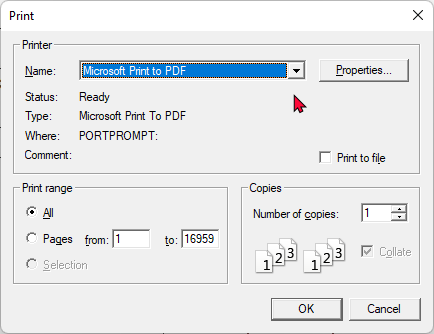 Print
Printer
Name: Microsoft Print to PDF Properties...
Status: Ready
Type: Microsoft Print To PDF
Where: PORTPROMPT:
Comment: Print to file
Print range
All
Pages from: 1 to: 16959
Selection
Copies
Number of copies: 1
1 2 3 1 2 3 Collate
OK Cancel